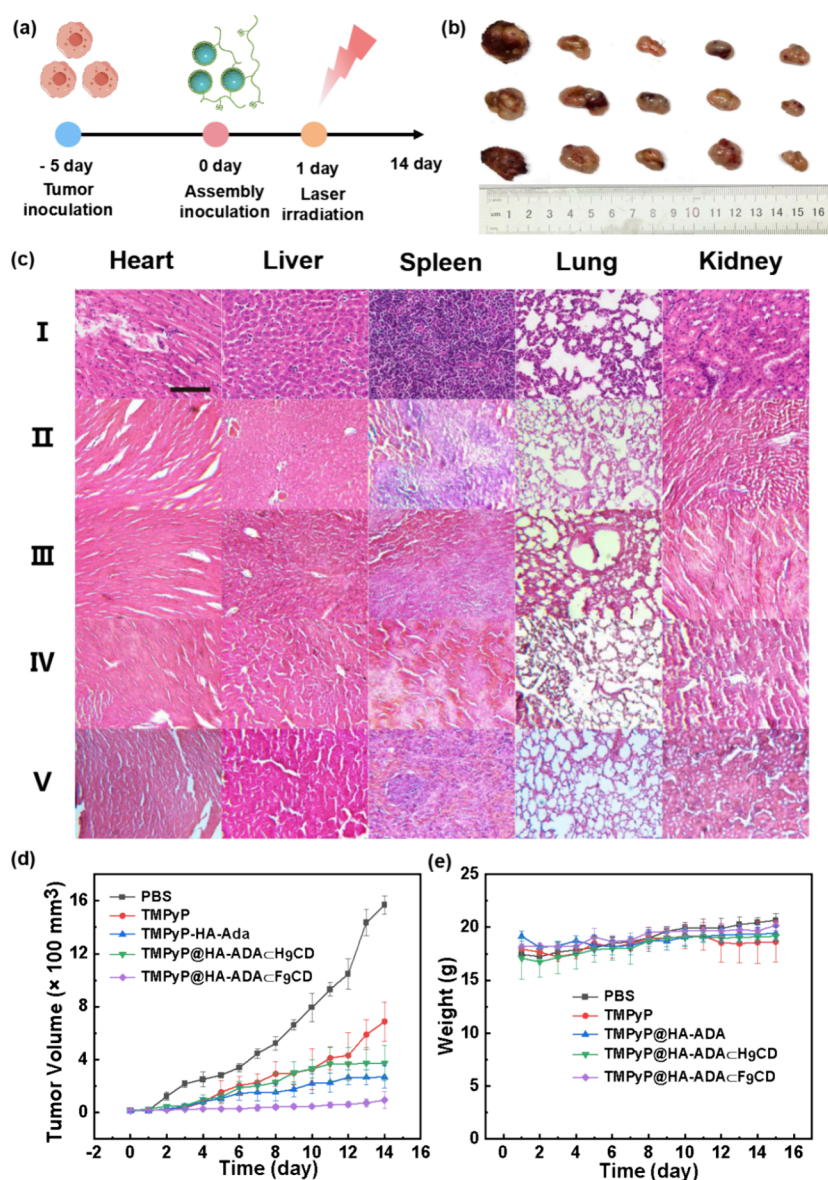 (a)
- 5 day
0 day
1 day
14 day
Tumor
inoculation
Assembly
inoculation
Laser
irradiation
(b)
cm 1 2 3 4 5 6 7 8 9 10 11 12 13 14 15 16
(c)
Heart Liver Spleen Lung Kidney
I
II
III
IV
V
(d)
Tumor Volume (× 100 mm³)
16
12
8
4
0
PBS
TMPyP
TMPyP-HA-Ada
TMPyP@HA-ADA⊂H₉CD
TMPyP@HA-ADA⊂F₉CD
-2 0 2 4 6 8 10 12 14 16
Time (day)
(e)
Weight (g)
25
20
15
10
5
0
PBS
TMPyP
TMPyP@HA-ADA
TMPyP@HA-ADA⊂H₉CD
TMPyP@HA-ADA⊂F₉CD
0 2 4 6 8 10 12 14 16
Time (day)